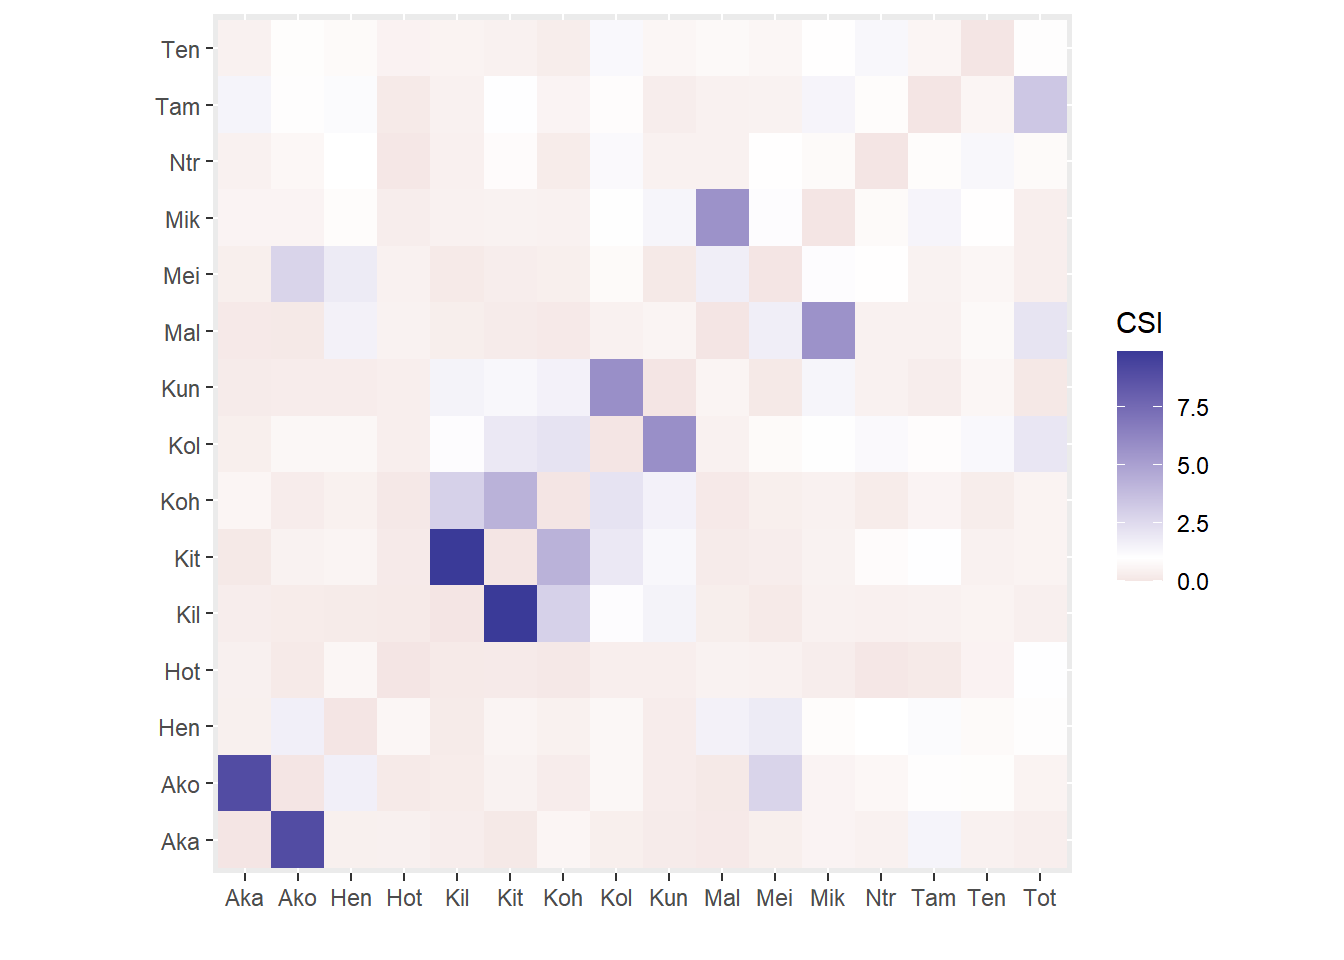 Ten
Tam
Ntr
Mik
Mei
Mal
Kun
Kol
Koh
Kit
Kil
Hot
Hen
Ako
Aka
Aka Ako Hen Hot Kil Kit Koh Kol Kun Mal Mei Mik Ntr Tam Ten Tot
CSI
7.5
5.0
2.5
0.0